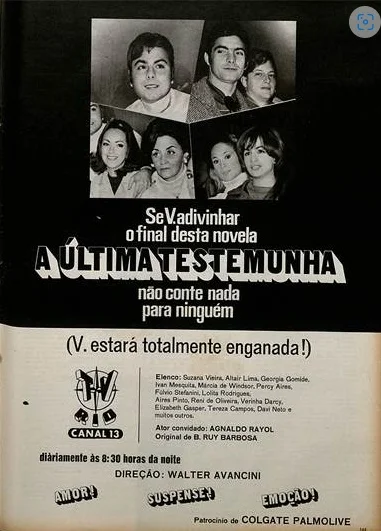 Se V. adivinhar
o final desta novela
A ÚLTIMA TESTEMUNHA
não conte nada
para ninguém
(V. estará totalmente enganada!)
TV
RIO
CANAL 13
Elenco: Suzana Vieira, Altair Lima, Georgia Gomide,
Ivan Mesquita, Márcia de Windsor, Percy Aires,
Fúlvio Stefanini, Lolita Rodrigues,
Aires Pinto, Reni de Oliveira, Verinha Darcy,
Elizabeth Gasper, Tereza Campos, Davi Neto e
muitos outros.
Ator convidado: AGNALDO RAYOL
Original de B. RUY BARBOSA
diàriamente às 8:30 horas da noite
DIREÇÃO: WALTER AVANCINI
AMOR! SUSPENSE! EMOÇÃO!
Patrocínio de COLGATE PALMOLIVE